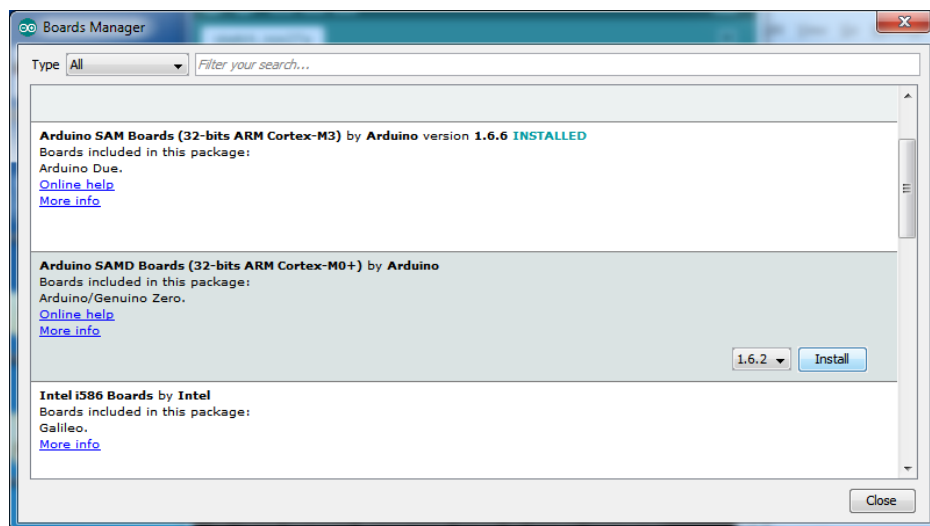 Boards Manager
Type All Filter your search...
Arduino SAM Boards (32-bits ARM Cortex-M3) by Arduino version 1.6.6 INSTALLED
Boards included in this package:
Arduino Due.
Online help
More info
Arduino SAMD Boards (32-bits ARM Cortex-M0+) by Arduino
Boards included in this package:
Arduino/Genuino Zero.
Online help
More info
1.6.2 Install
Intel i586 Boards by Intel
Boards included in this package:
Galileo.
More info
Close